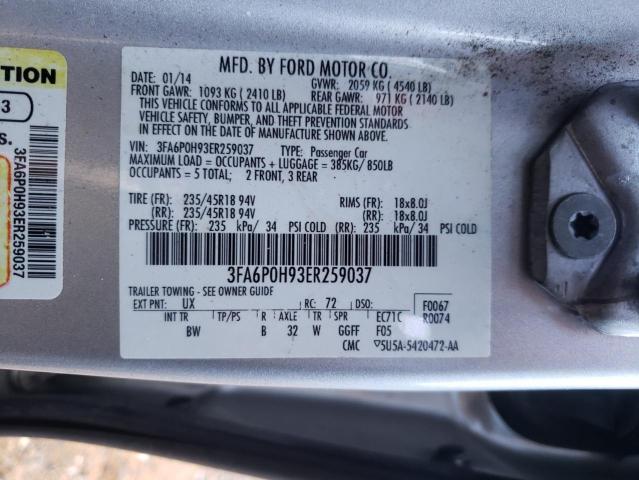 TION
3
S.
3FA6P0H93ER259037
MFD. BY FORD MOTOR CO.
DATE: 01/14 GVWR: 2059 KG ( 4540 LB)
FRONT GAWR: 1093 KG ( 2410 LB) REAR GAWR: 971 KG ( 2140 LB)
THIS VEHICLE CONFORMS TO ALL APPLICABLE FEDERAL MOTOR
VEHICLE SAFETY, BUMPER, AND THEFT PREVENTION STANDARDS
IN EFFECT ON THE DATE OF MANUFACTURE SHOWN ABOVE.
VIN: 3FA6P0H93ER259037 TYPE: Passenger Car
MAXIMUM LOAD = OCCUPANTS + LUGGAGE = 385KG/ 850LB
OCCUPANTS = 5 TOTAL: 2 FRONT, 3 REAR
TIRE (FR): 235/45R18 94V RIMS (FR): 18x8.0J
(RR): 235/45R18 94V (RR): 18x8.0J
PRESSURE (FR): 235 kPa/ 34 PSI COLD (RR): 235 kPa/ 34 PSI COLD
3FA6P0H93ER259037
TRAILER TOWING - SEE OWNER GUIDE
EXT PNT: UX RC: 72 DSO: F0067
INT TR TP/PS R AXLE TR SPR EC71C R0074
BW B 32 W GGFF F05
CMC 5U5A-5420472-AA